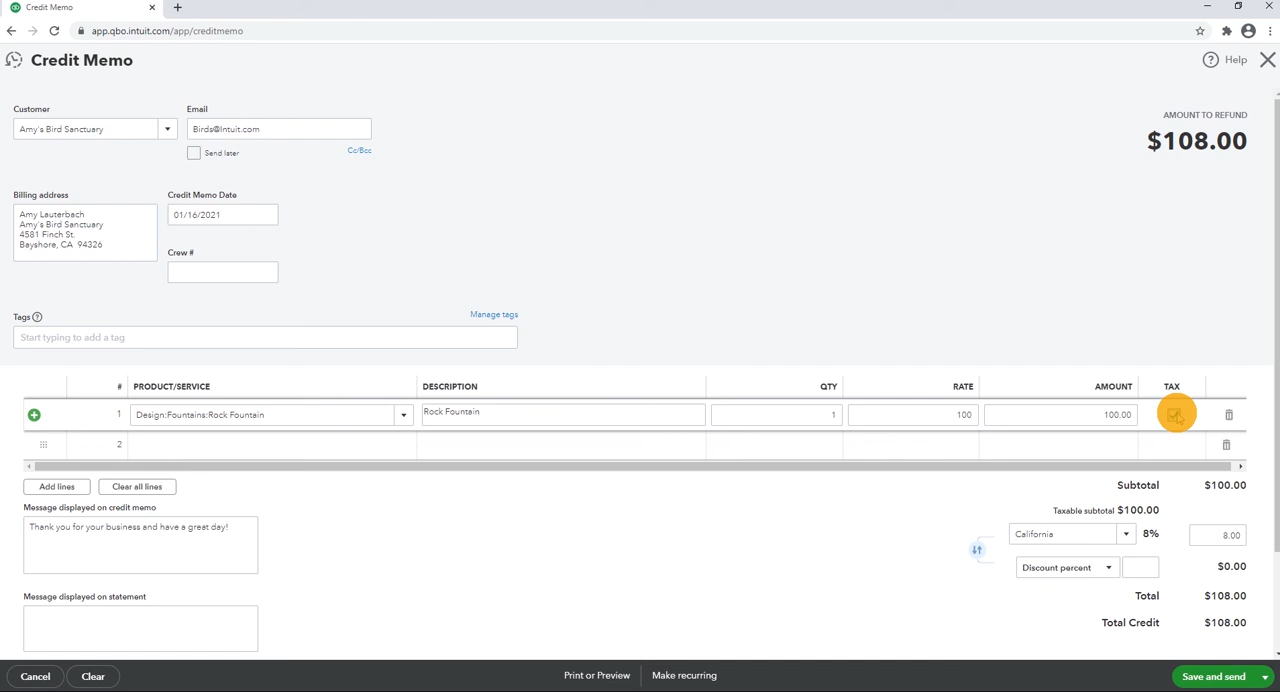 qb Credit Memo
app.qbo.intuit.com/app/creditmemo
Credit Memo
Help
Customer
Email
Amy's Bird Sanctuary
Birds@Intuit.com
Send later
Cc/Bcc
AMOUNT TO REFUND
$108.00
Billing address
Credit Memo Date
Amy Lauterbach
Amy's Bird Sanctuary
4581 Finch St.
Bayshore, CA 94326
01/16/2021
Crew #
Tags
Manage tags
Start typing to add a tag
# PRODUCT/SERVICE DESCRIPTION QTY RATE AMOUNT TAX
1 Design:Fountains:Rock Fountain Rock Fountain 1 100 100.00
2
Add lines
Clear all lines
Subtotal $100.00
Message displayed on credit memo
Taxable subtotal $100.00
Thank you for your business and have a great day!
California 8% 8.00
Discount percent $0.00
Message displayed on statement
Total $108.00
Total Credit $108.00
Cancel
Clear
Print or Preview
Make recurring
Save and send